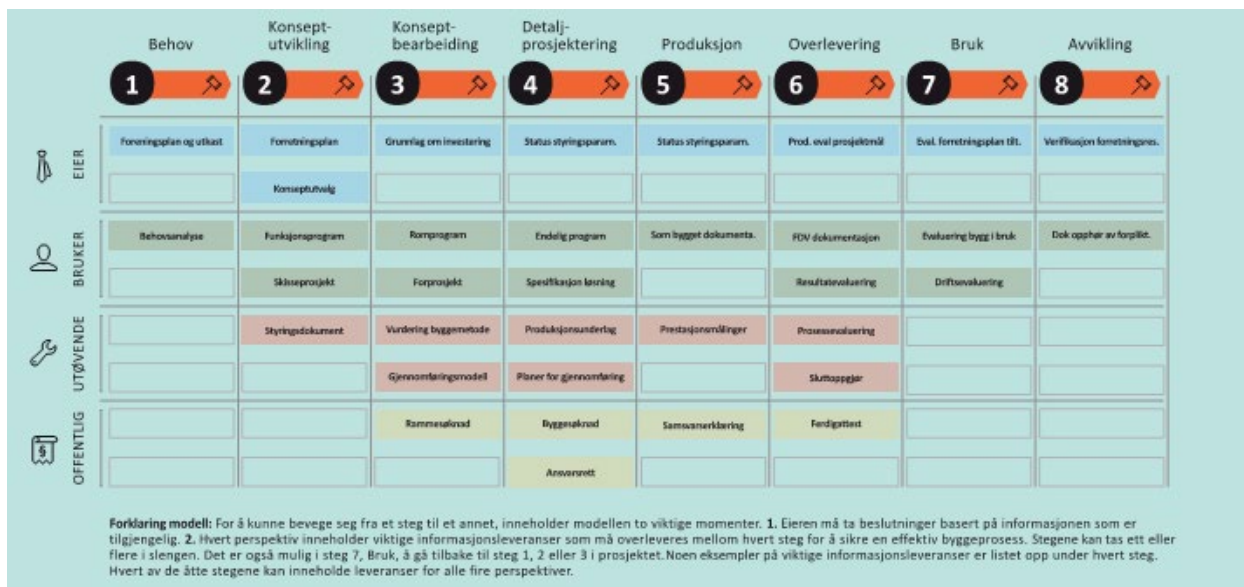 Behov
Konsept-
utvikling
Konsept-
bearbeiding
Detalj-
prosjektering
Produksjon
Overlevering
Bruk
Avvikling
1
2
3
4
5
6
7
8
EIER
Foreningsplan og utkast
Forretningsplan
Grunnlag om investering
Status styringsparam.
Status styringsparam.
Prod. eval prosjektmål
Eval. forretningsplan tilt.
Verifikasjon forretningsres.
Konseptutvalg
BRUKER
Behovsanalyse
Funksjonsprogram
Romprogram
Endelig program
Som bygget dokumenta.
FDV dokumentasjon
Evaluering bygg i bruk
Dok opphør av forplikt.
Skisseprosjekt
Forprosjekt
Spesifikasjon løsning
Resultatevaluering
Driftsevaluering
UTØVENDE
Styringsdokument
Vurdering byggemetode
Produksjonsunderlag
Prestasjonsmålinger
Prosessevaluering
Gjennomføringsmodell
Planer for gjennomføring
Sluttoppgjør
OFFENTLIG
§
Rammesøknad
Byggesøknad
Samsvarserklæring
Ferdigattest
Ansvarsrett
Forklaring modell: For å kunne bevege seg fra et steg til et annet, inneholder modellen to viktige momenter. 1. Eieren må ta beslutninger basert på informasjonen som er
tilgjengelig. 2. Hvert perspektiv inneholder viktige informasjonsleveranser som må overleveres mellom hvert steg for å sikre en effektiv byggeprosess. Stegene kan tas ett eller
flere i slengen. Det er også mulig i steg 7, Bruk, å gå tilbake til steg 1, 2 eller 3 i prosjektet. Noen eksempler på viktige informasjonsleveranser er listet opp under hvert steg.
Hvert av de åtte stegene kan inneholde leveranser for alle fire perspektiver.